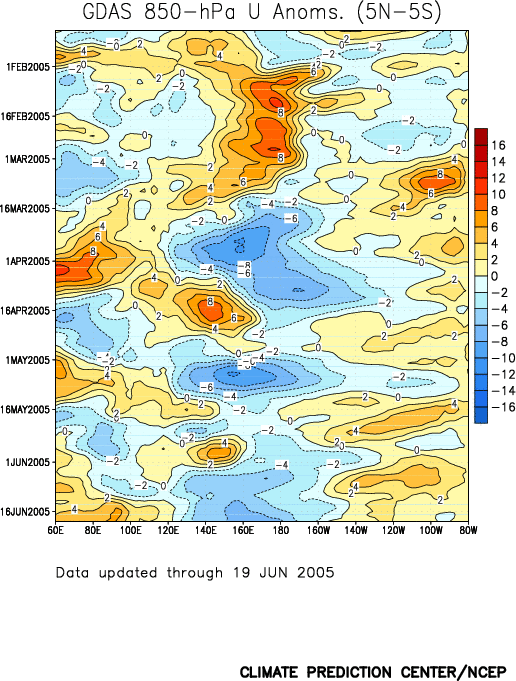 GDAS 850-hPa U Anoms. (5N-5S)
1FEB2005
16FEB2005
1MAR2005
16MAR2005
1APR2005
16APR2005
1MAY2005
16MAY2005
1JUN2005
16JUN2005
60E 80E 100E 120E 140E 160E 180 160W 140W 120W 100W 80W
16
14
12
10
8
6
4
2
0
-2
-4
-6
-8
-10
-12
-14
-16
Data updated through 19 JUN 2005
CLIMATE PREDICTION CENTER/NCEP